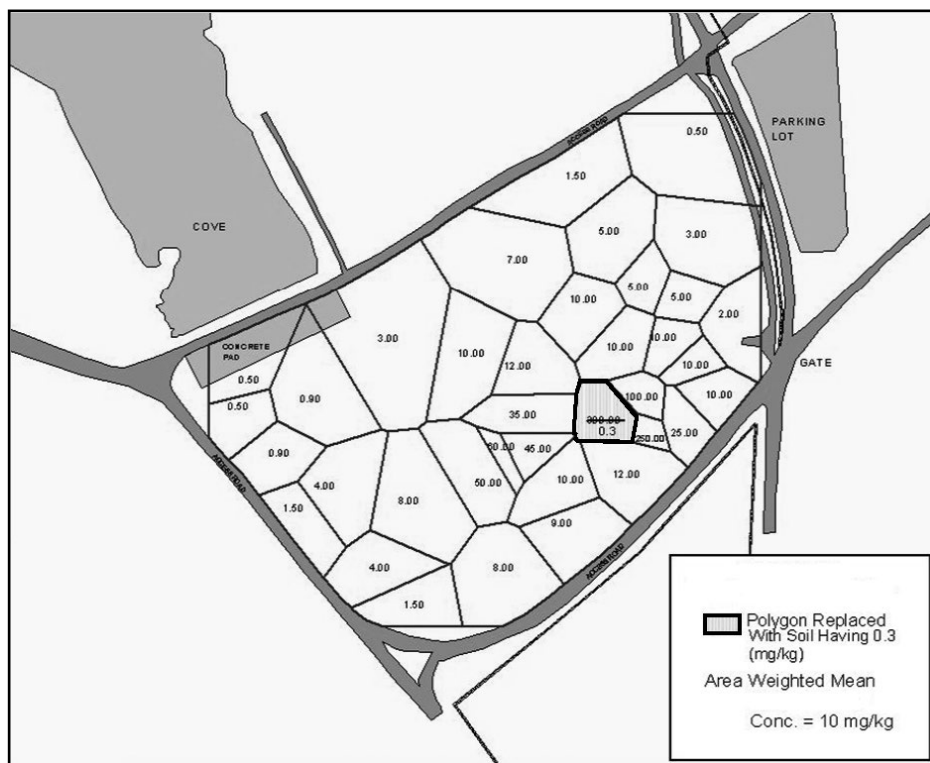 0.50
PARKING
LOT
ACCESS ROAD
1.50
COVE
5.00
3.00
7.00
5.00
5.00
10.00
2.00
3.00
CONCRETE
PAD
10.00
10.00
10.00
12.00
10.00
GATE
0.50
0.90
100.00
10.00
0.50
35.00
300.00
0.3
25.00
250.00
60.00
45.00
0.90
ACCESS ROAD
4.00
50.00
10.00
12.00
8.00
1.50
9.00
4.00
8.00
ACCESS ROAD
1.50
Polygon Replaced
With Soil Having 0.3
(mg/kg)
Area Weighted Mean
Conc. = 10 mg/kg